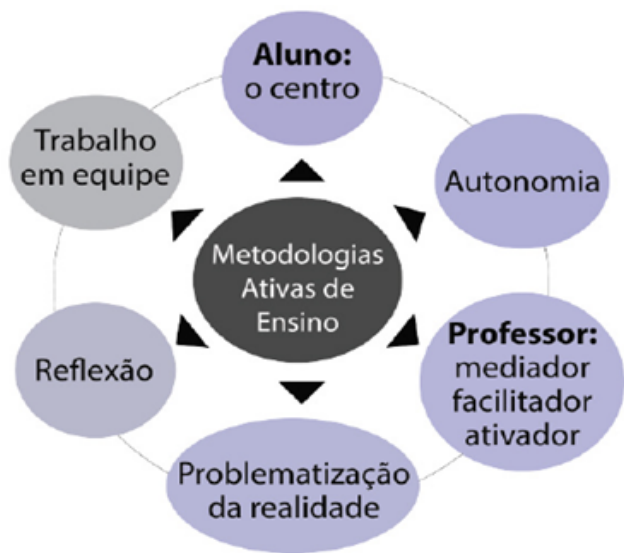 Aluno:
o centro
Autonomia
Professor:
mediador
facilitador
ativador
Problematização
da realidade
Reflexão
Trabalho
em equipe
Metodologias
Ativas de
Ensino